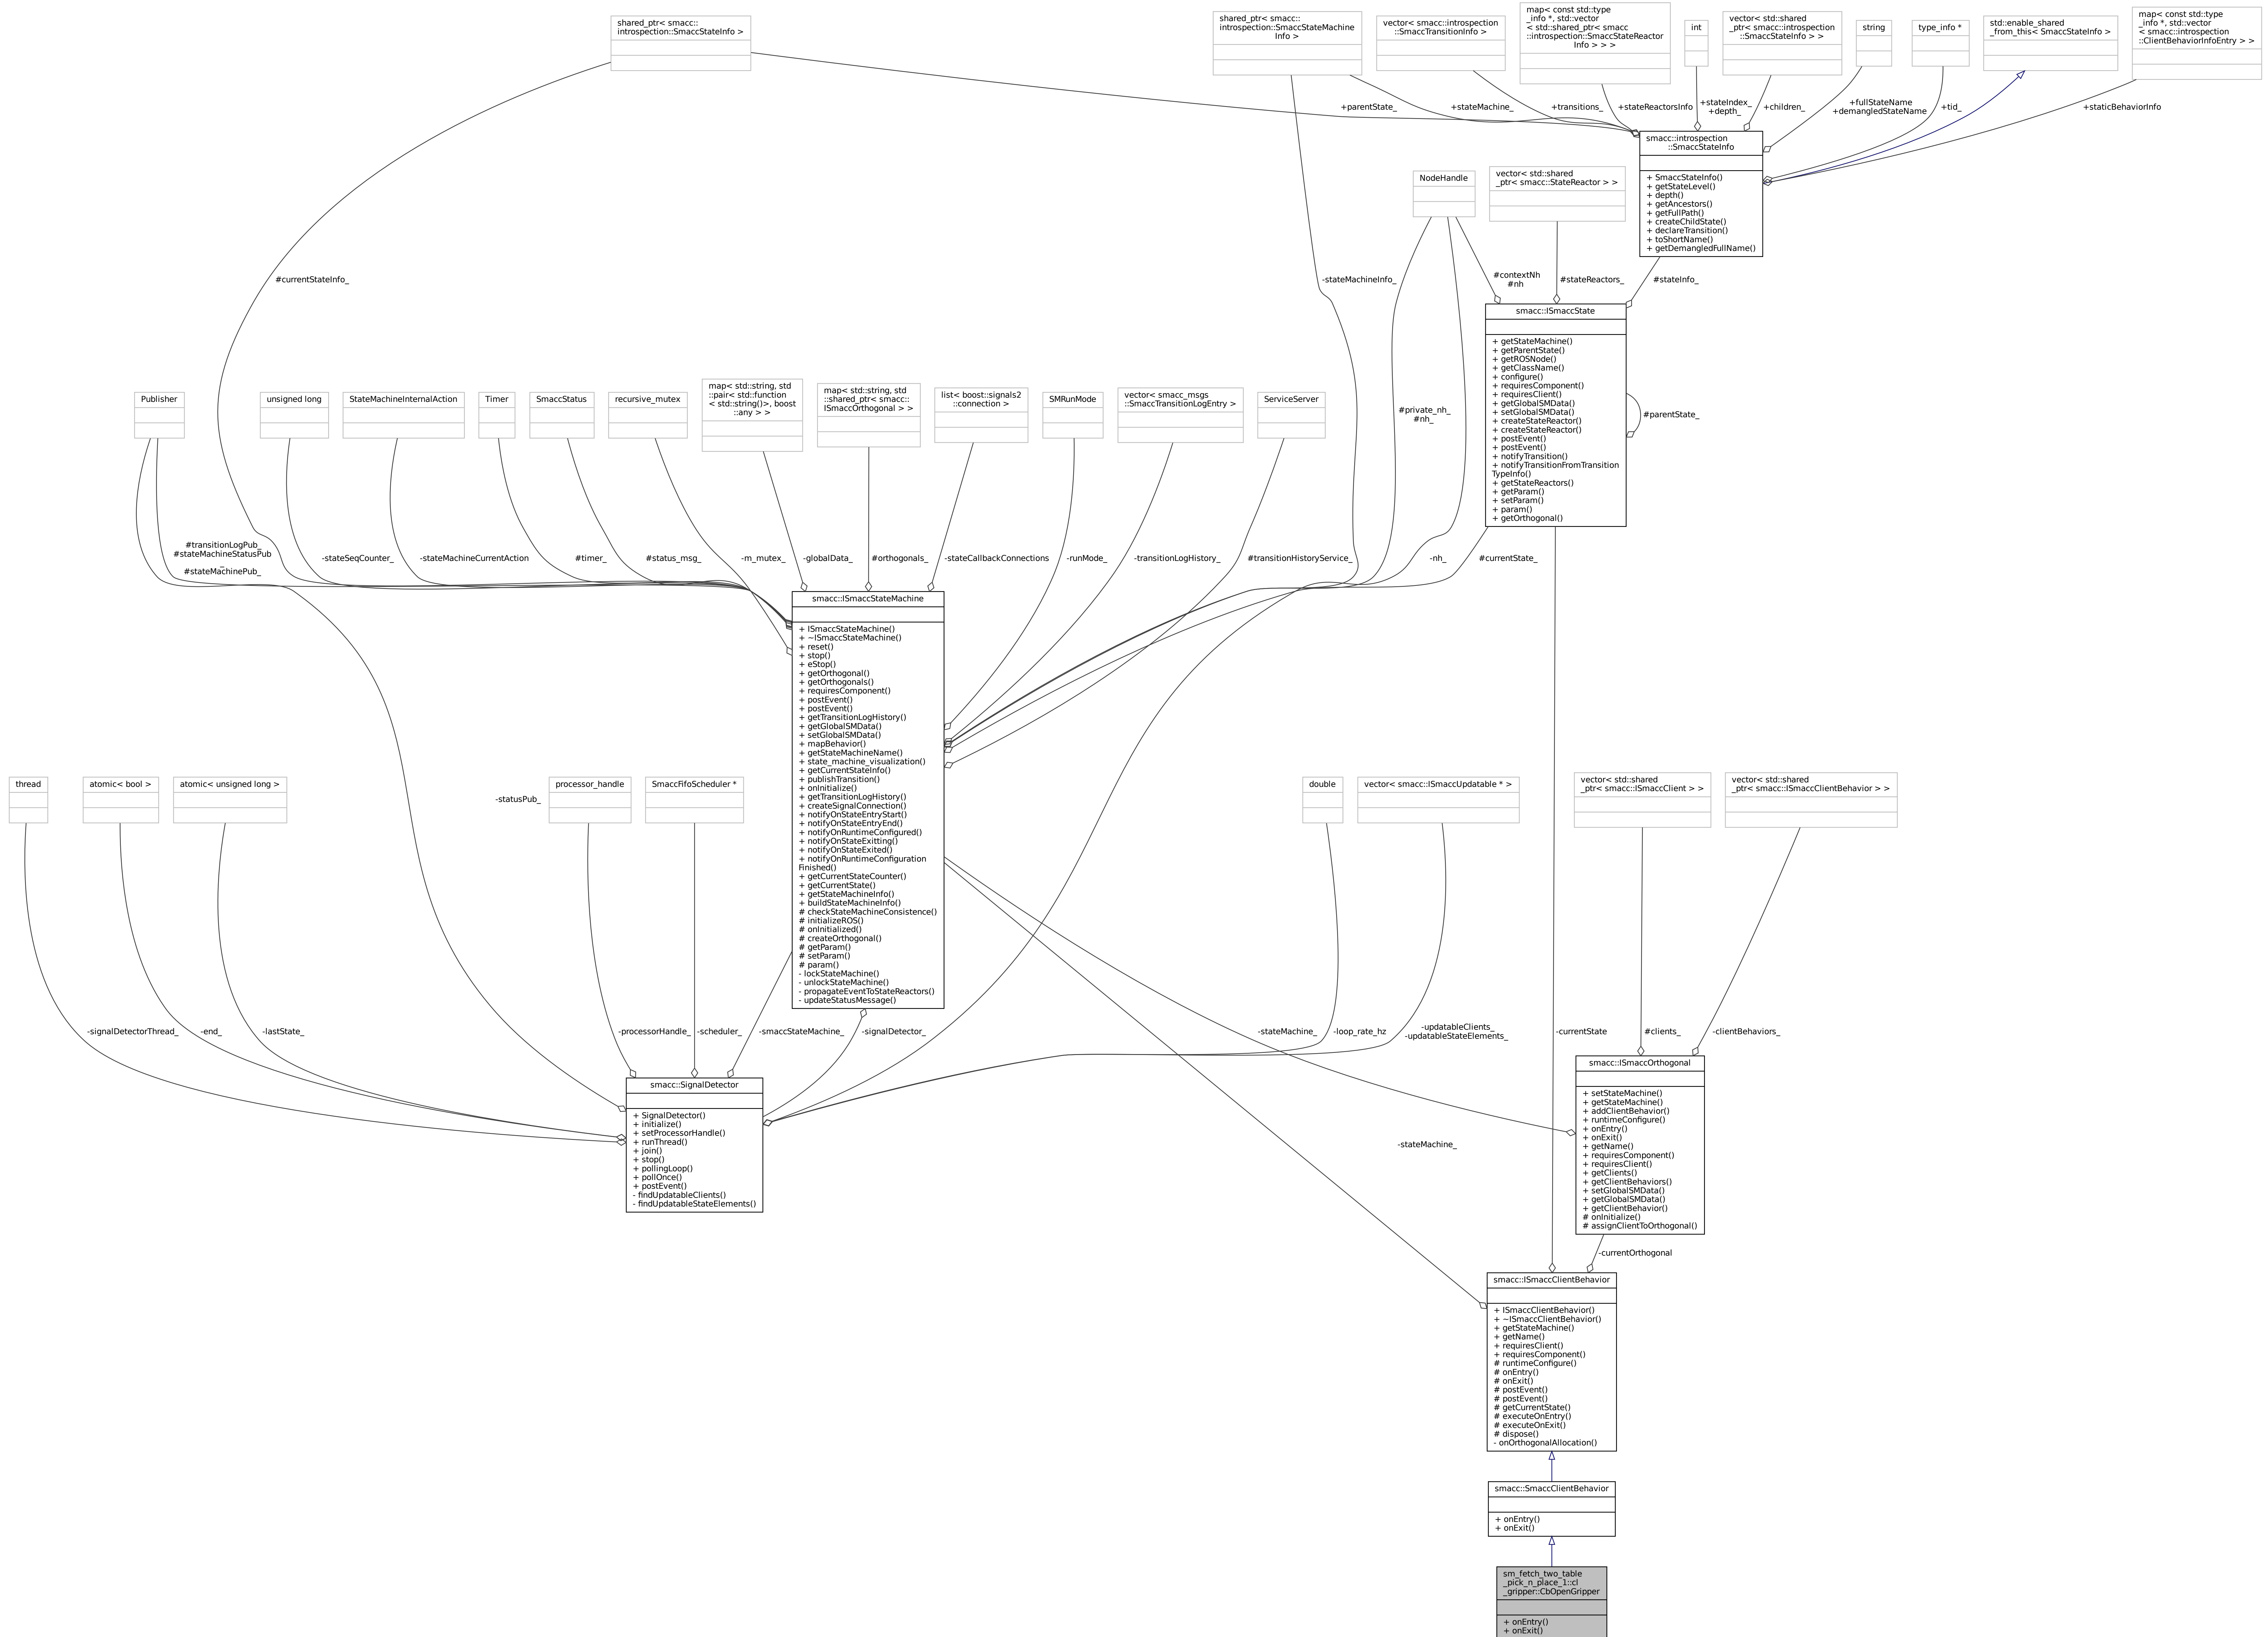 shared_ptr< smacc::
introspection::SmaccStateInfo >
shared_ptr< smacc::
introspection::SmaccStateMachine
Info >
vector< smacc::introspection
::SmaccTransitionInfo >
map< const std::type
_info *, std::vector
< std::shared_ptr< smacc
::introspection::SmaccStateReactor
Info > > >
int
vector< std::shared
_ptr< smacc::introspection
::SmaccStateInfo > >
string
type_info *
std::enable_shared
_from_this< SmaccStateInfo >
map< const std::type
_info *, std::vector
< smacc::introspection
::ClientBehaviorInfoEntry > >
+parentState_
+stateMachine_
+transitions_
+stateReactorsInfo
+stateIndex_
+depth_
+children_
+fullStateName
+demangledStateName
+tid_
+staticBehaviorInfo
smacc::introspection
::SmaccStateInfo
+ SmaccStateInfo()
+ getStateLevel()
+ depth()
+ getAncestors()
+ getFullPath()
+ createChildState()
+ declareTransition()
+ toShortName()
+ getDemangledFullName()
NodeHandle
vector< std::shared
_ptr< smacc::StateReactor > >
#currentStateInfo_
-stateMachineInfo_
#contextNh
#nh
#stateReactors_
#stateInfo_
smacc::ISmaccState
+ getStateMachine()
+ getParentState()
+ getROSNode()
+ getClassName()
+ configure()
+ requiresComponent()
+ requiresClient()
+ getGlobalSMData()
+ setGlobalSMData()
+ createStateReactor()
+ createStateReactor()
+ postEvent()
+ postEvent()
+ notifyTransition()
+ notifyTransitionFromTransition
TypeInfo()
+ getStateReactors()
+ getParam()
+ setParam()
+ param()
+ getOrthogonal()
#parentState_
Publisher
unsigned long
StateMachineInternalAction
Timer
SmaccStatus
recursive_mutex
map< std::string, std
::pair< std::function
< std::string()>, boost
::any > >
map< std::string, std
::shared_ptr< smacc::
ISmaccOrthogonal > >
list< boost::signals2
::connection >
SMRunMode
vector< smacc_msgs
::SmaccTransitionLogEntry >
ServiceServer
#private_nh_
#nh_
#transitionLogPub_
#stateMachineStatusPub
_
#stateMachinePub_
-stateSeqCounter_
-stateMachineCurrentAction
#timer_
#status_msg_
-m_mutex_
-globalData_
#orthogonals_
-stateCallbackConnections
-runMode_
-transitionLogHistory_
#transitionHistoryService_
-nh_
#currentState_
smacc::ISmaccStateMachine
+ ISmaccStateMachine()
+ ~ISmaccStateMachine()
+ reset()
+ stop()
+ eStop()
+ getOrthogonal()
+ getOrthogonals()
+ requiresComponent()
+ postEvent()
+ postEvent()
+ getTransitionLogHistory()
+ getGlobalSMData()
+ setGlobalSMData()
+ mapBehavior()
+ getStateMachineName()
+ state_machine_visualization()
+ getCurrentStateInfo()
+ publishTransition()
+ onInitialize()
+ getTransitionLogHistory()
+ createSignalConnection()
+ notifyOnStateEntryStart()
+ notifyOnStateEntryEnd()
+ notifyOnRuntimeConfigured()
+ notifyOnStateExitting()
+ notifyOnStateExited()
+ notifyOnRuntimeConfiguration
Finished()
+ getCurrentStateCounter()
+ getCurrentState()
+ getStateMachineInfo()
+ buildStateMachineInfo()
# checkStateMachineConsistence()
# initializeROS()
# onInitialized()
# createOrthogonal()
# getParam()
# setParam()
# param()
- lockStateMachine()
- unlockStateMachine()
- propagateEventToStateReactors()
- updateStatusMessage()
thread
atomic< bool >
atomic< unsigned long >
-statusPub_
processor_handle
SmaccFifoScheduler *
double
vector< smacc::ISmaccUpdatable * >
vector< std::shared
_ptr< smacc::ISmaccClient > >
vector< std::shared
_ptr< smacc::ISmaccClientBehavior > >
-signalDetectorThread_
-end_
-lastState_
-processorHandle_
-scheduler_
-smaccStateMachine_
-signalDetector_
-stateMachine_
-loop_rate_hz
-updatableClients_
-updatableStateElements_
-currentState
#clients_
-clientBehaviors_
smacc::SignalDetector
+ SignalDetector()
+ initialize()
+ setProcessorHandle()
+ runThread()
+ join()
+ stop()
+ pollingLoop()
+ pollOnce()
+ postEvent()
- findUpdatableClients()
- findUpdatableStateElements()
smacc::ISmaccOrthogonal
+ setStateMachine()
+ getStateMachine()
+ addClientBehavior()
+ runtimeConfigure()
+ onEntry()
+ onExit()
+ getName()
+ requiresComponent()
+ requiresClient()
+ getClients()
+ getClientBehaviors()
+ setGlobalSMData()
+ getGlobalSMData()
+ getClientBehavior()
# onInitialize()
# assignClientToOrthogonal()
-stateMachine_
-currentOrthogonal
smacc::ISmaccClientBehavior
+ ISmaccClientBehavior()
+ ~ISmaccClientBehavior()
+ getStateMachine()
+ getName()
+ requiresClient()
+ requiresComponent()
# runtimeConfigure()
# onEntry()
# onExit()
# postEvent()
# postEvent()
# getCurrentState()
# executeOnEntry()
# executeOnExit()
# dispose()
- onOrthogonalAllocation()
smacc::SmaccClientBehavior
+ onEntry()
+ onExit()
sm_fetch_two_table
_pick_n_place_1::cl
_gripper::CbOpenGripper
+ onEntry()
+ onExit()